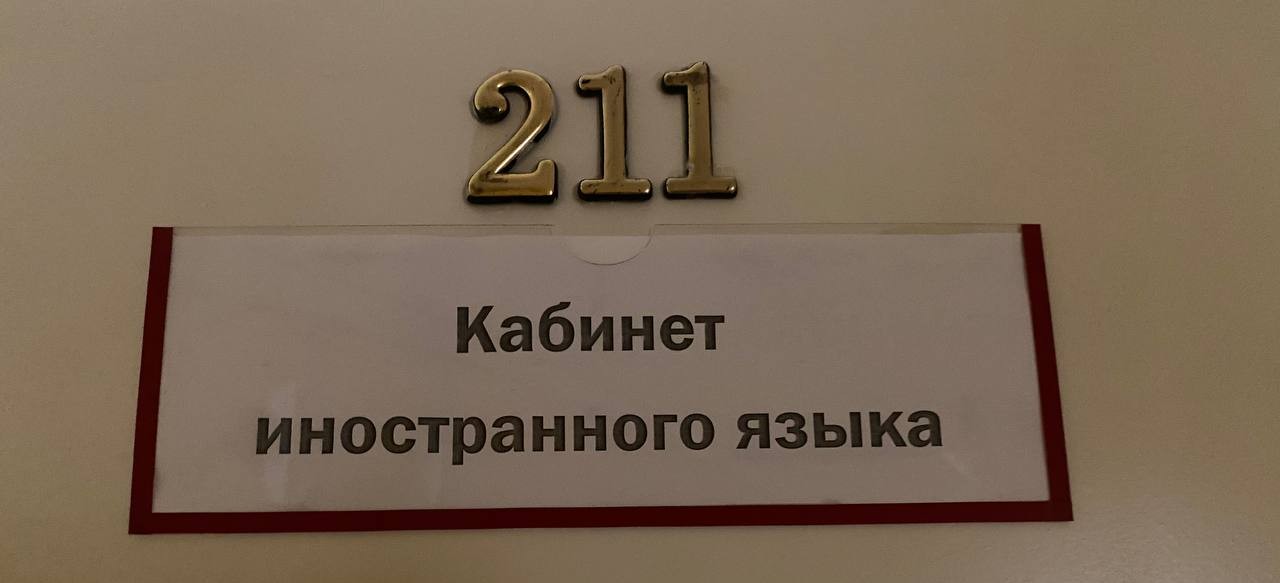 211
Кабинет
иностранного языка